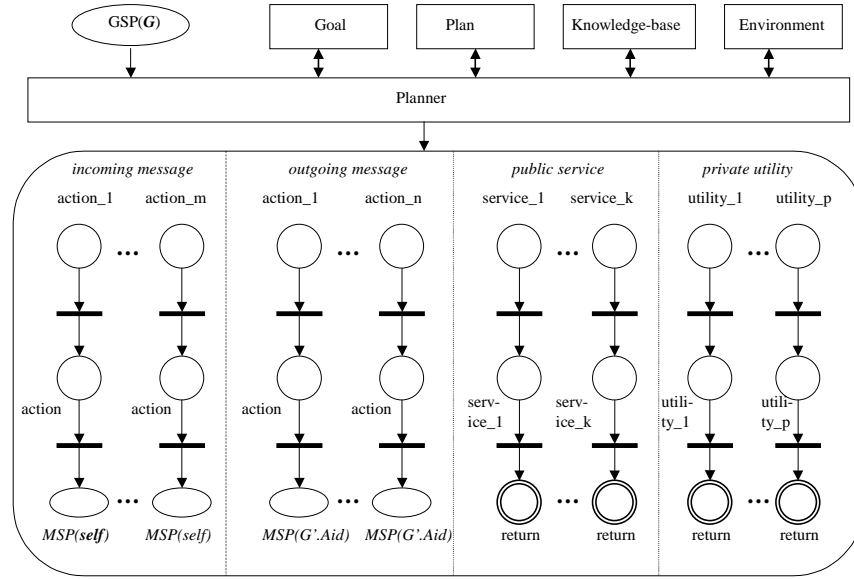 GSP(G)
Goal
Plan
Knowledge-base
Environment
Planner
incoming message
outgoing message
public service
private utility
action_1
action_m
action_1
action_n
service_1
service_k
utility_1
utility_p
...
...
...
...
action
action
action
action
serv-
ice_1
serv-
ice_k
utili-
ty_1
utili-
ty_p
...
...
...
...
MSP(self)
MSP(self)
MSP(G'.Aid)
MSP(G'.Aid)
return
return
return
return